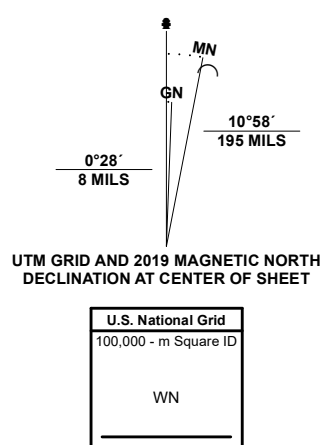 MN
GN
10°58´
195 MILS
0°28´
8 MILS
UTM GRID AND 2019 MAGNETIC NORTH
DECLINATION AT CENTER OF SHEET
U.S. National Grid
100,000 - m Square ID
WN